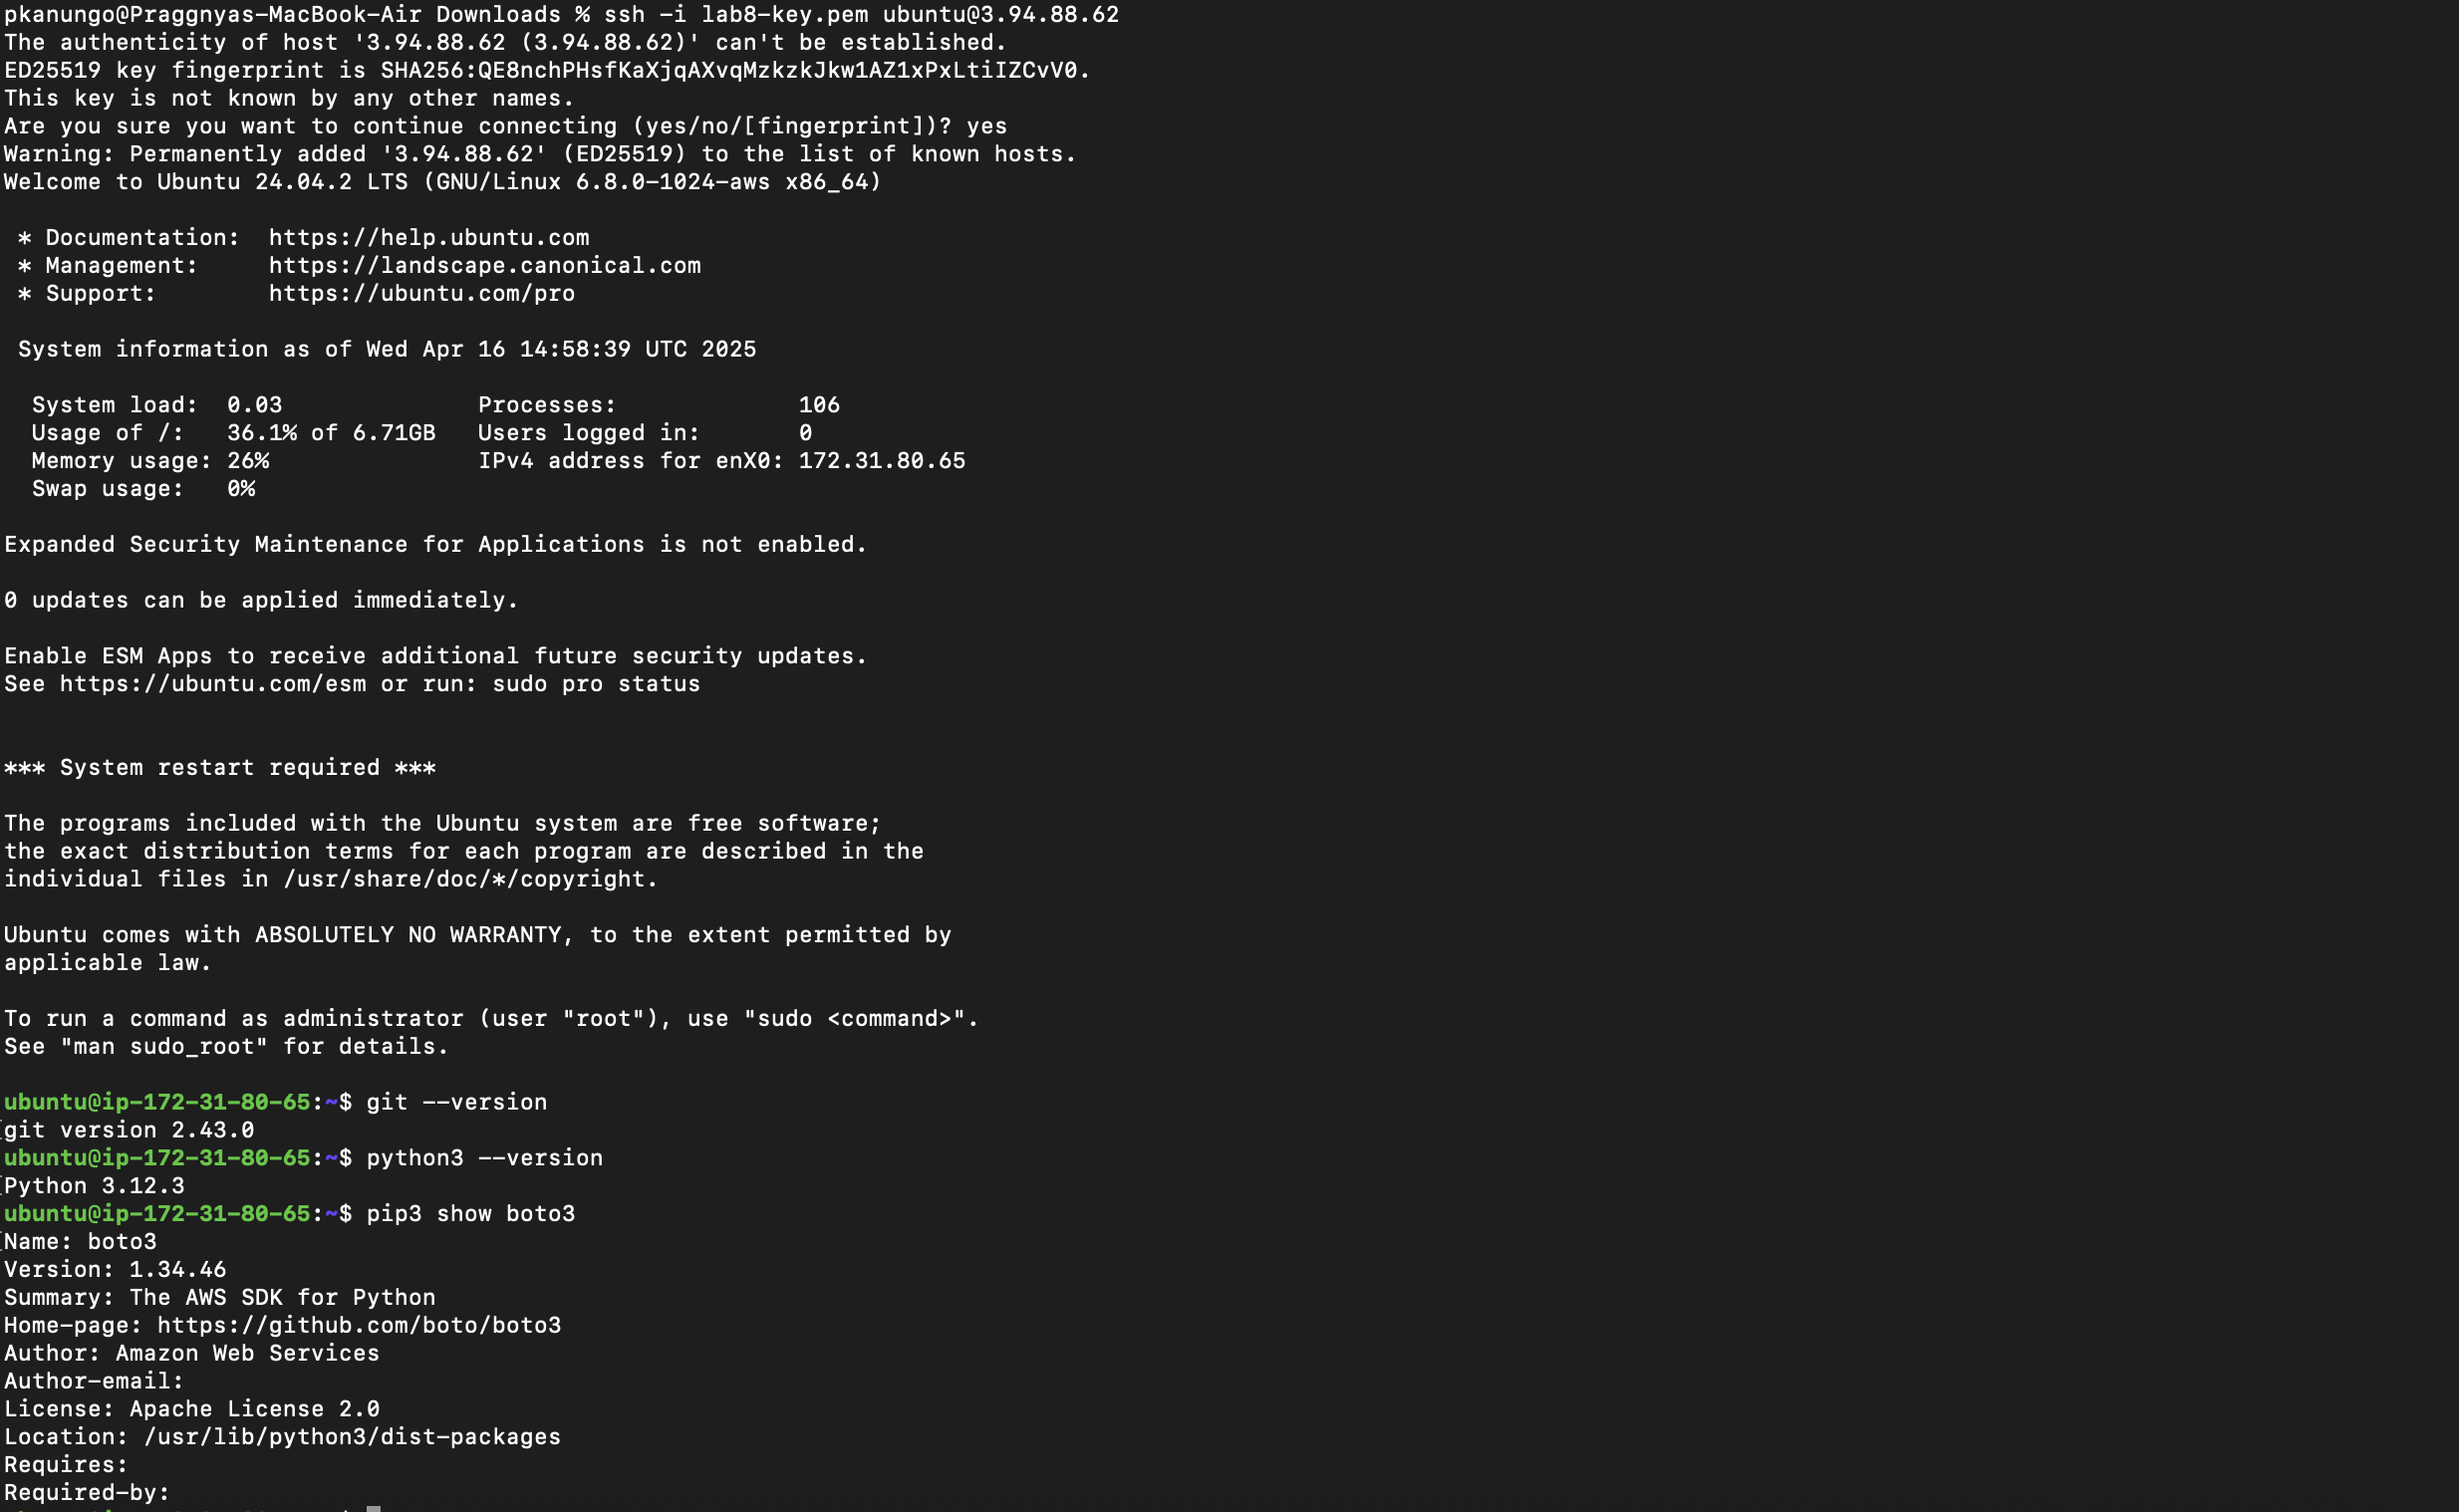 pkanungo@Praggnyas-MacBook-Air Downloads % ssh -i lab8-key.pem ubuntu@3.94.88.62
The authenticity of host '3.94.88.62 (3.94.88.62)' can't be established.
ED25519 key fingerprint is SHA256:QE8nchPHsfKaXjqAXvqMzkzkJkw1AZ1xPxLtiIZCvV0.
This key is not known by any other names.
Are you sure you want to continue connecting (yes/no/[fingerprint])? yes
Warning: Permanently added '3.94.88.62' (ED25519) to the list of known hosts.
Welcome to Ubuntu 24.04.2 LTS (GNU/Linux 6.8.0-1024-aws x86_64)
* Documentation:  https://help.ubuntu.com
* Management:     https://landscape.canonical.com
* Support:        https://ubuntu.com/pro
System information as of Wed Apr 16 14:58:39 UTC 2025
System load:  0.03              Processes:             106
Usage of /:   36.1% of 6.71GB   Users logged in:       0
Memory usage: 26%               IPv4 address for enX0: 172.31.80.65
Swap usage:   0%
Expanded Security Maintenance for Applications is not enabled.
0 updates can be applied immediately.
Enable ESM Apps to receive additional future security updates.
See https://ubuntu.com/esm or run: sudo pro status
*** System restart required ***
The programs included with the Ubuntu system are free software;
the exact distribution terms for each program are described in the
individual files in /usr/share/doc/*/copyright.
Ubuntu comes with ABSOLUTELY NO WARRANTY, to the extent permitted by
applicable law.
To run a command as administrator (user "root"), use "sudo <command>".
See "man sudo_root" for details.
ubuntu@ip-172-31-80-65:~$ git --version
git version 2.43.0
ubuntu@ip-172-31-80-65:~$ python3 --version
Python 3.12.3
ubuntu@ip-172-31-80-65:~$ pip3 show boto3
Name: boto3
Version: 1.34.46
Summary: The AWS SDK for Python
Home-page: https://github.com/boto/boto3
Author: Amazon Web Services
Author-email:
License: Apache License 2.0
Location: /usr/lib/python3/dist-packages
Requires:
Required-by: